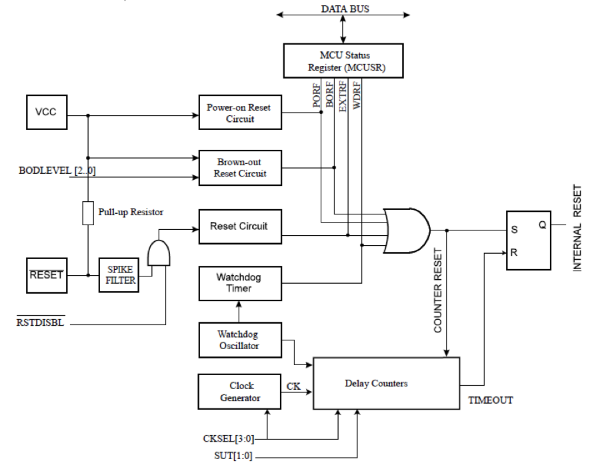 DATA BUS
MCU Status
Register (MCUSR)
PORF
BORF
EXTRF
WDRF
VCC
Power-on Reset
Circuit
Brown-out
Reset Circuit
BODLEVEL [2..0]
Pull-up Resistor
Reset Circuit
RESET
SPIKE
FILTER
RSTDISBL
Watchdog
Timer
Watchdog
Oscillator
Clock
Generator
CK
Delay Counters
CKSEL[3:0]
SUT[1:0]
COUNTER RESET
TIMEOUT
S
Q
R
INTERNAL RESET